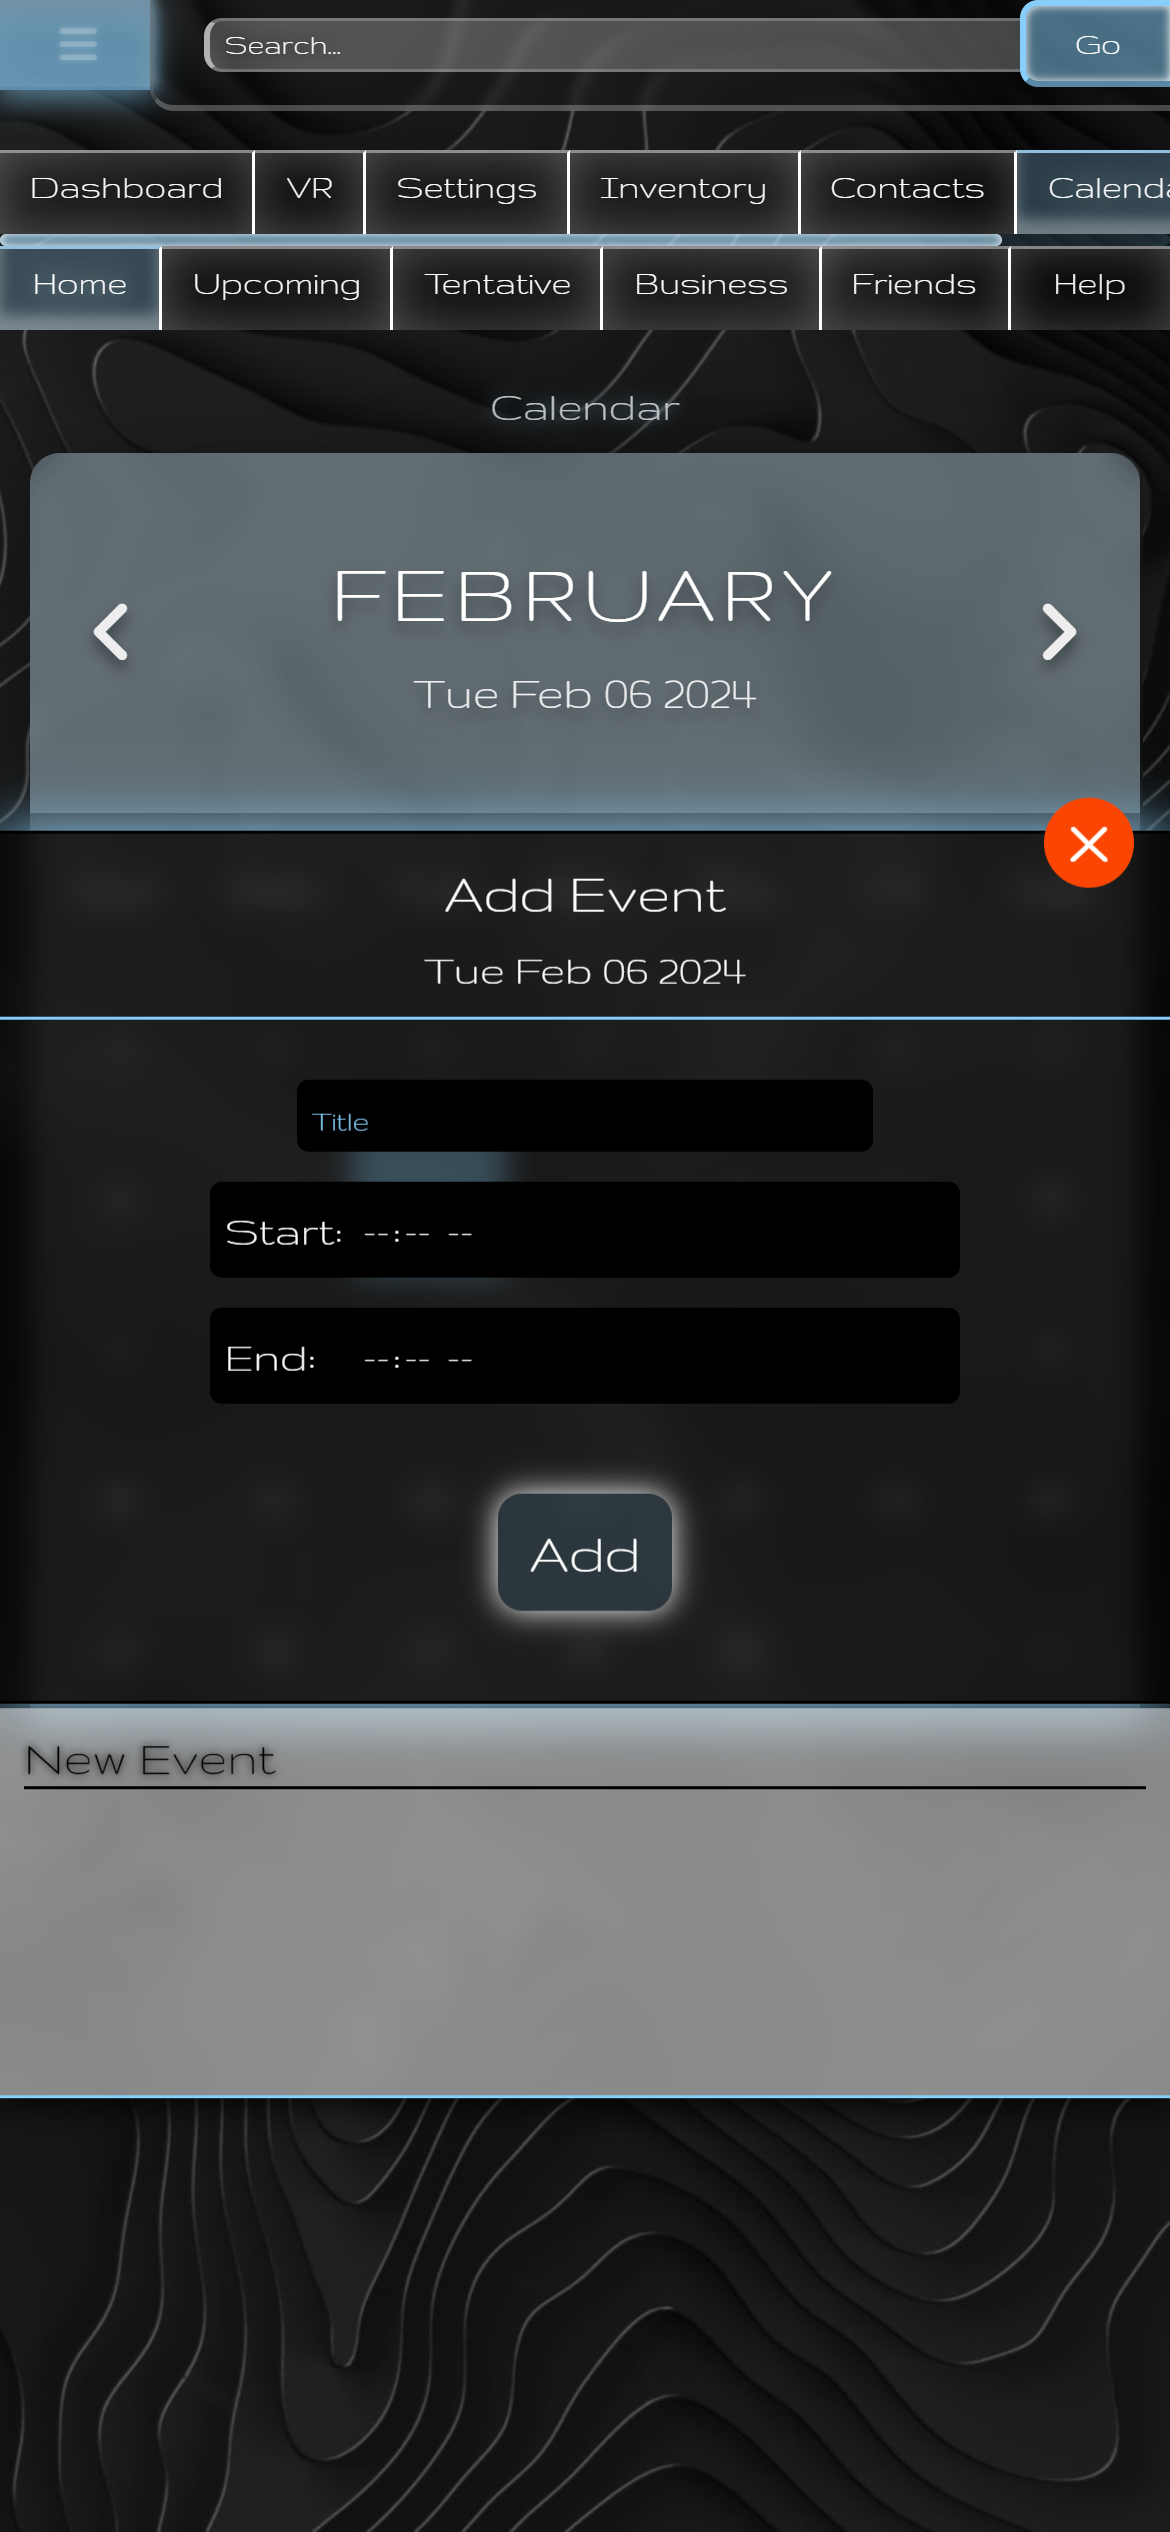 Search...
Go
Dashboard VR Settings Inventory Contacts Calenda
Home Upcoming Tentative Business Friends Help
Calendar
FEBRUARY
Tue Feb 06 2024
Add Event
Tue Feb 06 2024
Title
Start: --:-- --
End: --:-- --
Add
New Event